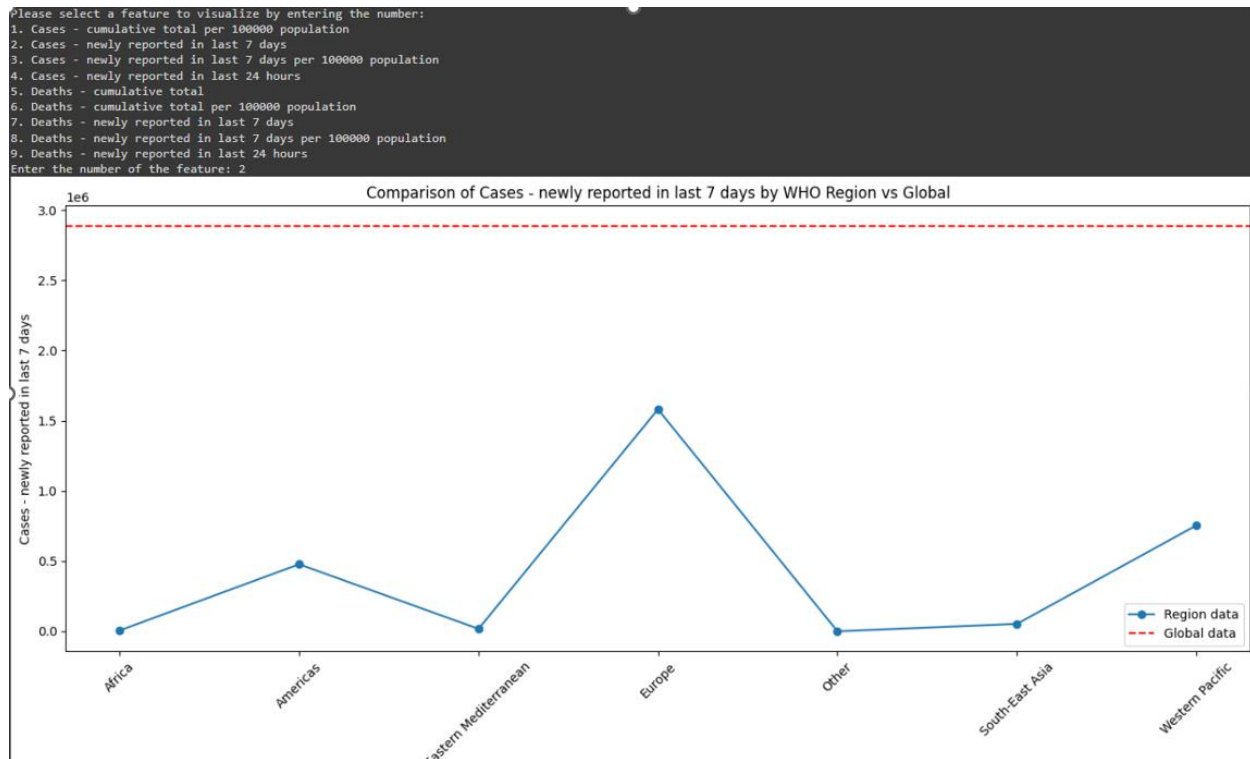 Please select a feature to visualize by entering the number:
1. Cases - cumulative total per 100000 population
2. Cases - newly reported in last 7 days
3. Cases - newly reported in last 7 days per 100000 population
4. Cases - newly reported in last 24 hours
5. Deaths - cumulative total
6. Deaths - cumulative total per 100000 population
7. Deaths - newly reported in last 7 days
8. Deaths - newly reported in last 7 days per 100000 population
9. Deaths - newly reported in last 24 hours
Enter the number of the feature: 2
Comparison of Cases - newly reported in last 7 days by WHO Region vs Global
1e6
3.0
2.5
2.0
1.5
1.0
0.5
0.0
Cases - newly reported in last 7 days
Region data
Global data
Africa
Americas
Eastern Mediterranean
Europe
Other
South-East Asia
Western Pacific